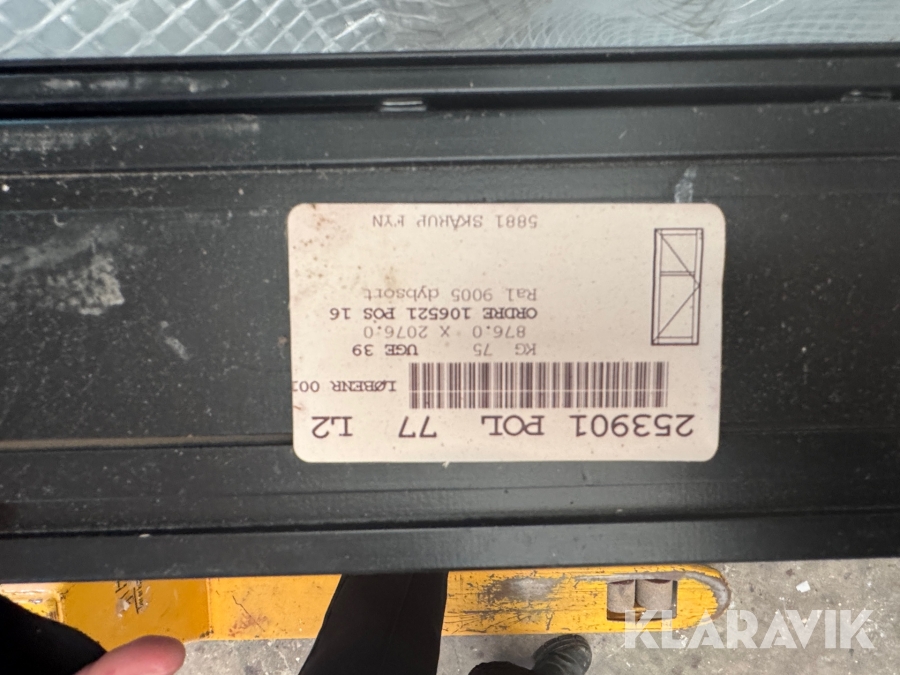 253901 POL 77 L2
LØBENR 001
KG 75 UGE 39
876.0 X 2076.0
ORDRE 106521 POS 16
Ral 9005 dybsort
5881 SKÅRUP FYN
KLARAVIK